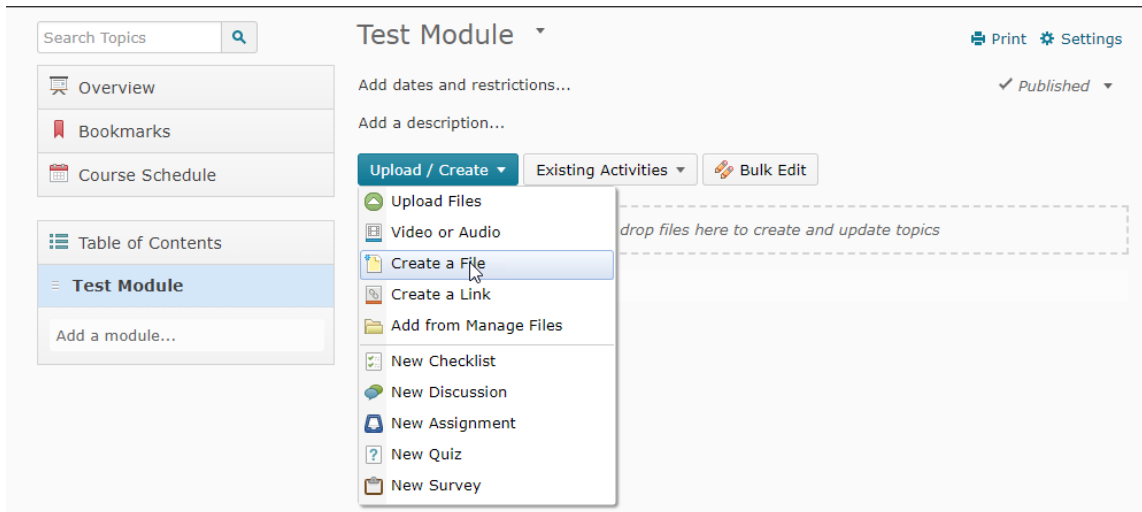 Search Topics
Overview
Bookmarks
Course Schedule
Table of Contents
Test Module
Add a module...
Test Module
Print Settings
Add dates and restrictions...
Published
Add a description...
Upload / Create
Existing Activities
Bulk Edit
drop files here to create and update topics
Upload Files
Video or Audio
Create a File
Create a Link
Add from Manage Files
New Checklist
New Discussion
New Assignment
New Quiz
New Survey